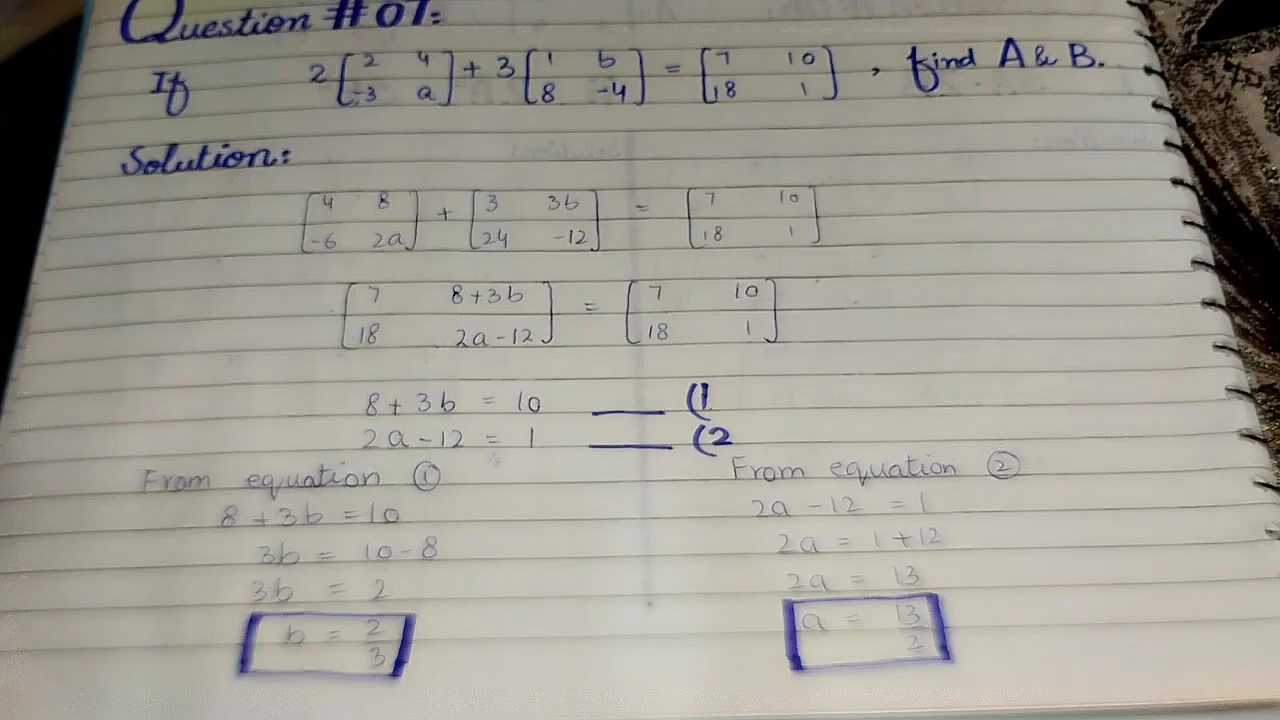 Question #01:
If 2 [2 4; -3 a] + 3 [1 b; 8 -4] = [7 10; 18 1], find A & B.
Solution:
[4 8; -6 2a] + [3 3b; 24 -12] = [7 10; 18 1]
[7 8+3b; 18 2a-12] = [7 10; 18 1]
8+3b = 10 —— (1
2a-12 = 1 —— (2
From equation ①
8+3b = 10
3b = 10-8
3b = 2
b = 2/3
From equation ②
2a-12 = 1
2a = 1+12
2a = 13
a = 13/2